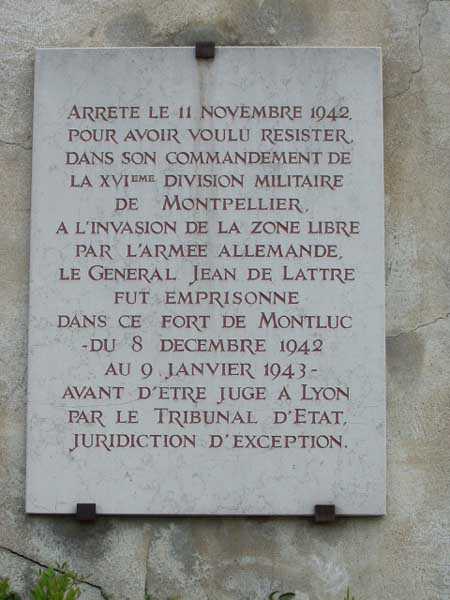 ARRETE LE 11 NOVEMBRE 1942,
POUR AVOIR VOULU RESISTER,
DANS SON COMMANDEMENT DE
LA XVIEME DIVISION MILITAIRE
DE MONTPELLIER,
A L'INVASION DE LA ZONE LIBRE
PAR L'ARMEE ALLEMANDE,
LE GENERAL JEAN DE LATTRE
FUT EMPRISONNE
DANS CE FORT DE MONTLUC
-DU 8 DECEMBRE 1942
AU 9 JANVIER 1943-
AVANT D'ETRE JUGE A LYON
PAR LE TRIBUNAL D'ETAT,
JURIDICTION D'EXCEPTION.